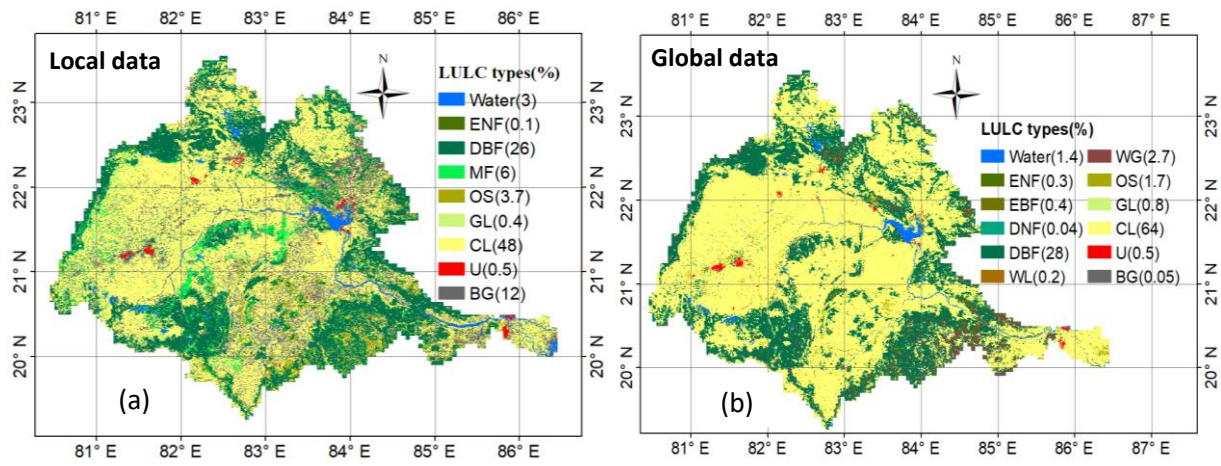 81° E 82° E 83° E 84° E 85° E 86° E
Local data
N
LULC types(%)
Water(3)
ENF(0.1)
DBF(26)
MF(6)
OS(3.7)
GL(0.4)
CL(48)
U(0.5)
BG(12)
23° N
22° N
21° N
20° N
23° N
22° N
21° N
20° N
(a)
81° E 82° E 83° E 84° E 85° E 86° E
81° E 82° E 83° E 84° E 85° E 86° E 87° E
Global data
N
LULC types(%)
Water(1.4) WG(2.7)
ENF(0.3) OS(1.7)
EBF(0.4) GL(0.8)
DNF(0.04) CL(64)
DBF(28) U(0.5)
WL(0.2) BG(0.05)
23° N
22° N
21° N
20° N
(b)
81° E 82° E 83° E 84° E 85° E 86° E 87° E